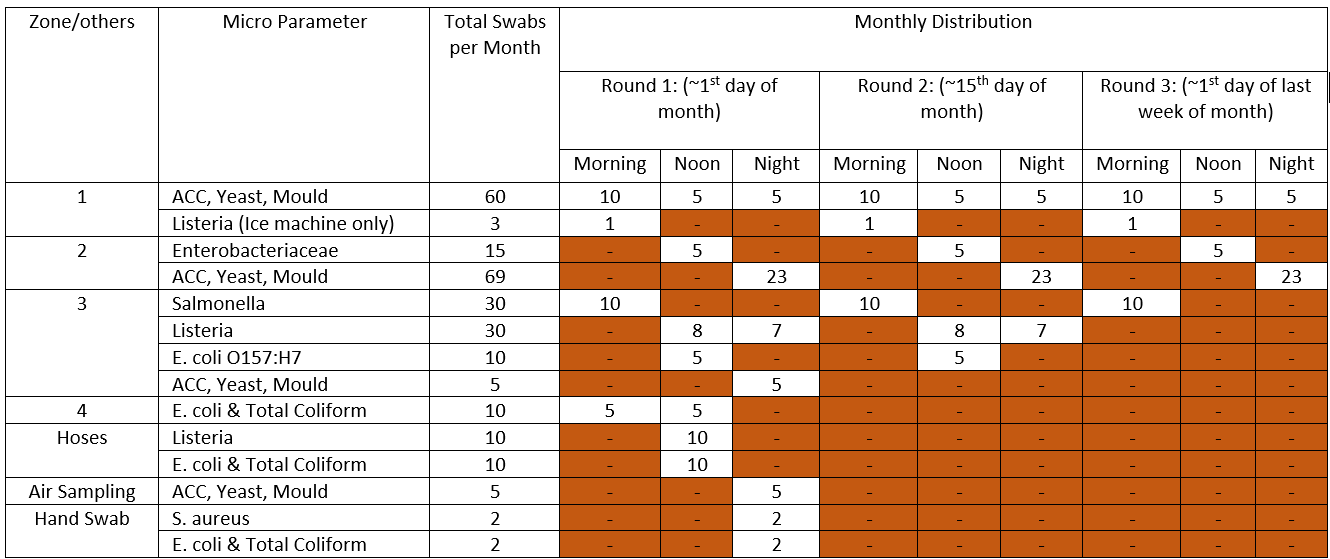 Zone/others Micro Parameter Total Swabs per Month Monthly Distribution
Round 1: (~1st day of month) Round 2: (~15th day of month) Round 3: (~1st day of last week of month)
Morning Noon Night Morning Noon Night Morning Noon Night
1 ACC, Yeast, Mould 60 10 5 5 10 5 5 10 5 5
Listeria (Ice machine only) 3 1 - - 1 - - 1 - -
2 Enterobacteriaceae 15 - 5 - - 5 - - 5 -
ACC, Yeast, Mould 69 - - 23 - - 23 - - 23
3 Salmonella 30 10 - - 10 - - 10 - -
Listeria 30 - 8 7 - 8 7 - - -
E. coli O157:H7 10 - 5 - - 5 - - - -
ACC, Yeast, Mould 5 - - 5 - - - - - -
4 E. coli & Total Coliform 10 5 5 - - - - - - -
Hoses Listeria 10 - 10 - - - - - - -
E. coli & Total Coliform 10 - 10 - - - - - - -
Air Sampling ACC, Yeast, Mould 5 - - 5 - - - - - -
Hand Swab S. aureus 2 - - 2 - - - - - -
E. coli & Total Coliform 2 - - 2 - - - - - -